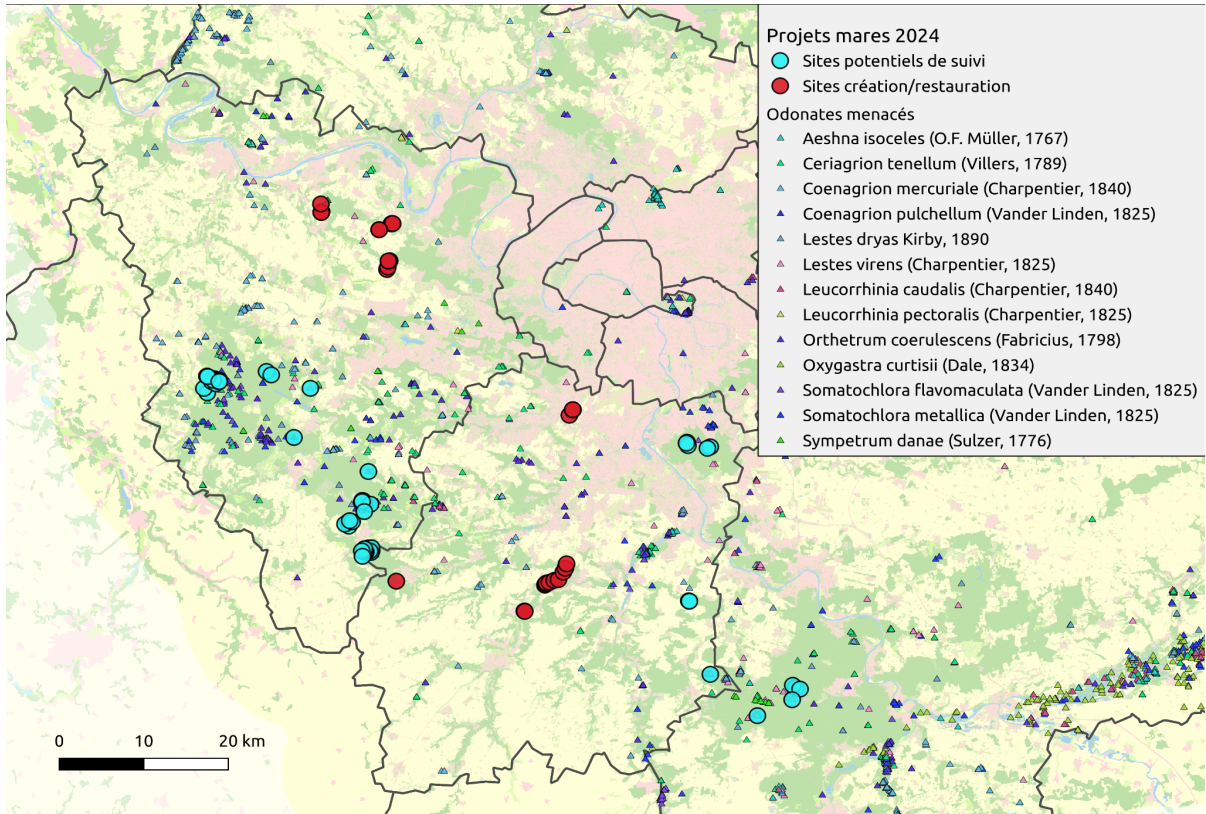 Projets mares 2024
Sites potentiels de suivi
Sites création/restauration
Odonates menacés
Aeshna isoceles (O.F. Müller, 1767)
Ceriagrion tenellum (Villers, 1789)
Coenagrion mercuriale (Charpentier, 1840)
Coenagrion pulchellum (Vander Linden, 1825)
Lestes dryas Kirby, 1890
Lestes virens (Charpentier, 1825)
Leucorrhinia caudalis (Charpentier, 1840)
Leucorrhinia pectoralis (Charpentier, 1825)
Orthetrum coerulescens (Fabricius, 1798)
Oxygastra curtisii (Dale, 1834)
Somatochlora flavomaculata (Vander Linden, 1825)
Somatochlora metallica (Vander Linden, 1825)
Sympetrum danae (Sulzer, 1776)
0 10 20 km